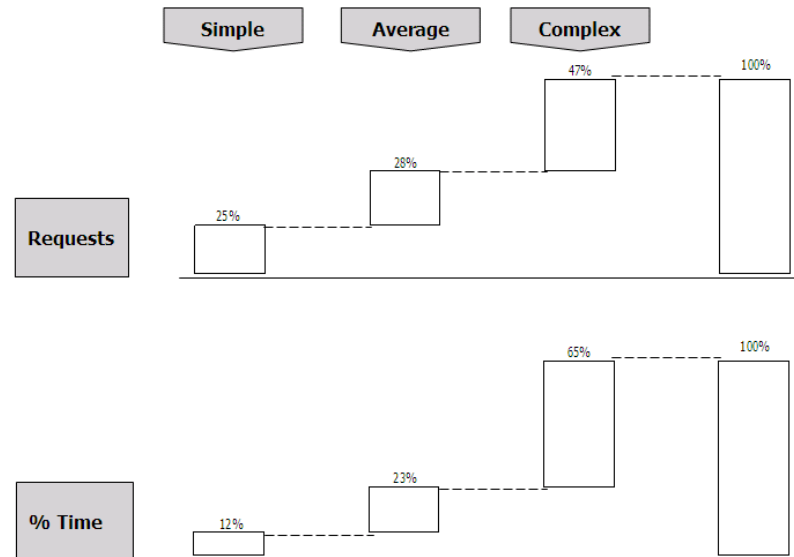 Simple
Average
Complex
47%
100%
28%
25%
Requests
65%
100%
23%
12%
% Time